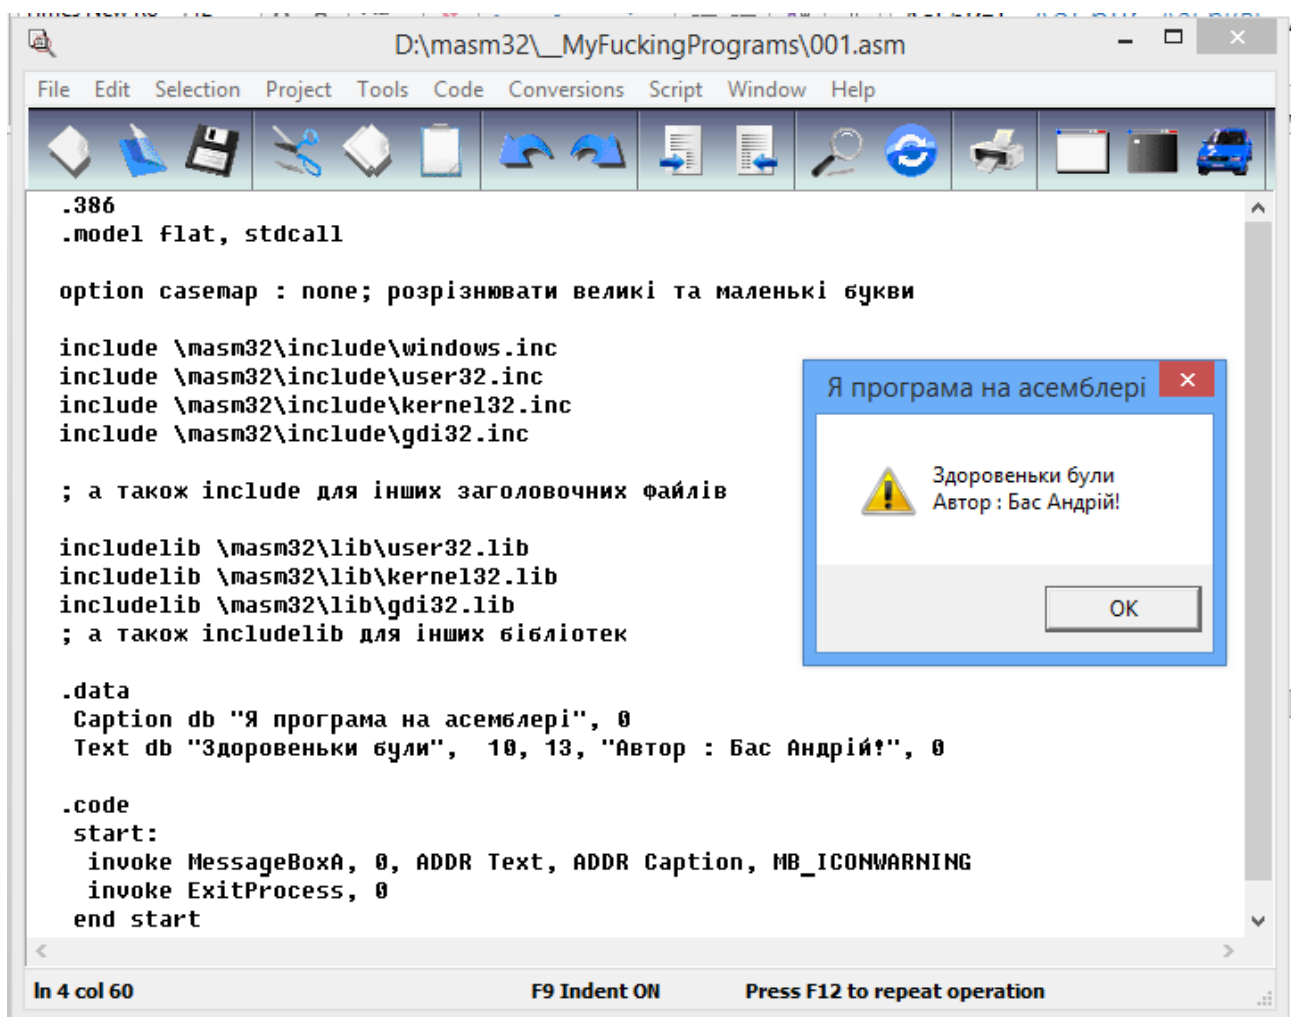 D:\masm32\__MyFuckingPrograms\001.asm
File Edit Selection Project Tools Code Conversions Script Window Help
.386
.model flat, stdcall
option casemap : none; розрізнювати великі та маленькі букви
include \masm32\include\windows.inc
include \masm32\include\user32.inc
include \masm32\include\kernel32.inc
include \masm32\include\gdi32.inc
; а також include для інших заголовочних файлів
includelib \masm32\lib\user32.lib
includelib \masm32\lib\kernel32.lib
includelib \masm32\lib\gdi32.lib
; а також includelib для інших бібліотек
.data
Caption db "Я програма на асемблері", 0
Text db "Здоровеньки були",  10, 13, "Автор : Бас Андрій!", 0
.code
start:
invoke MessageBoxA, 0, ADDR Text, ADDR Caption, MB_ICONWARNING
invoke ExitProcess, 0
end start
Я програма на асемблері
Здоровеньки були
Автор : Бас Андрій!
OK
ln 4 col 60 F9 Indent ON Press F12 to repeat operation